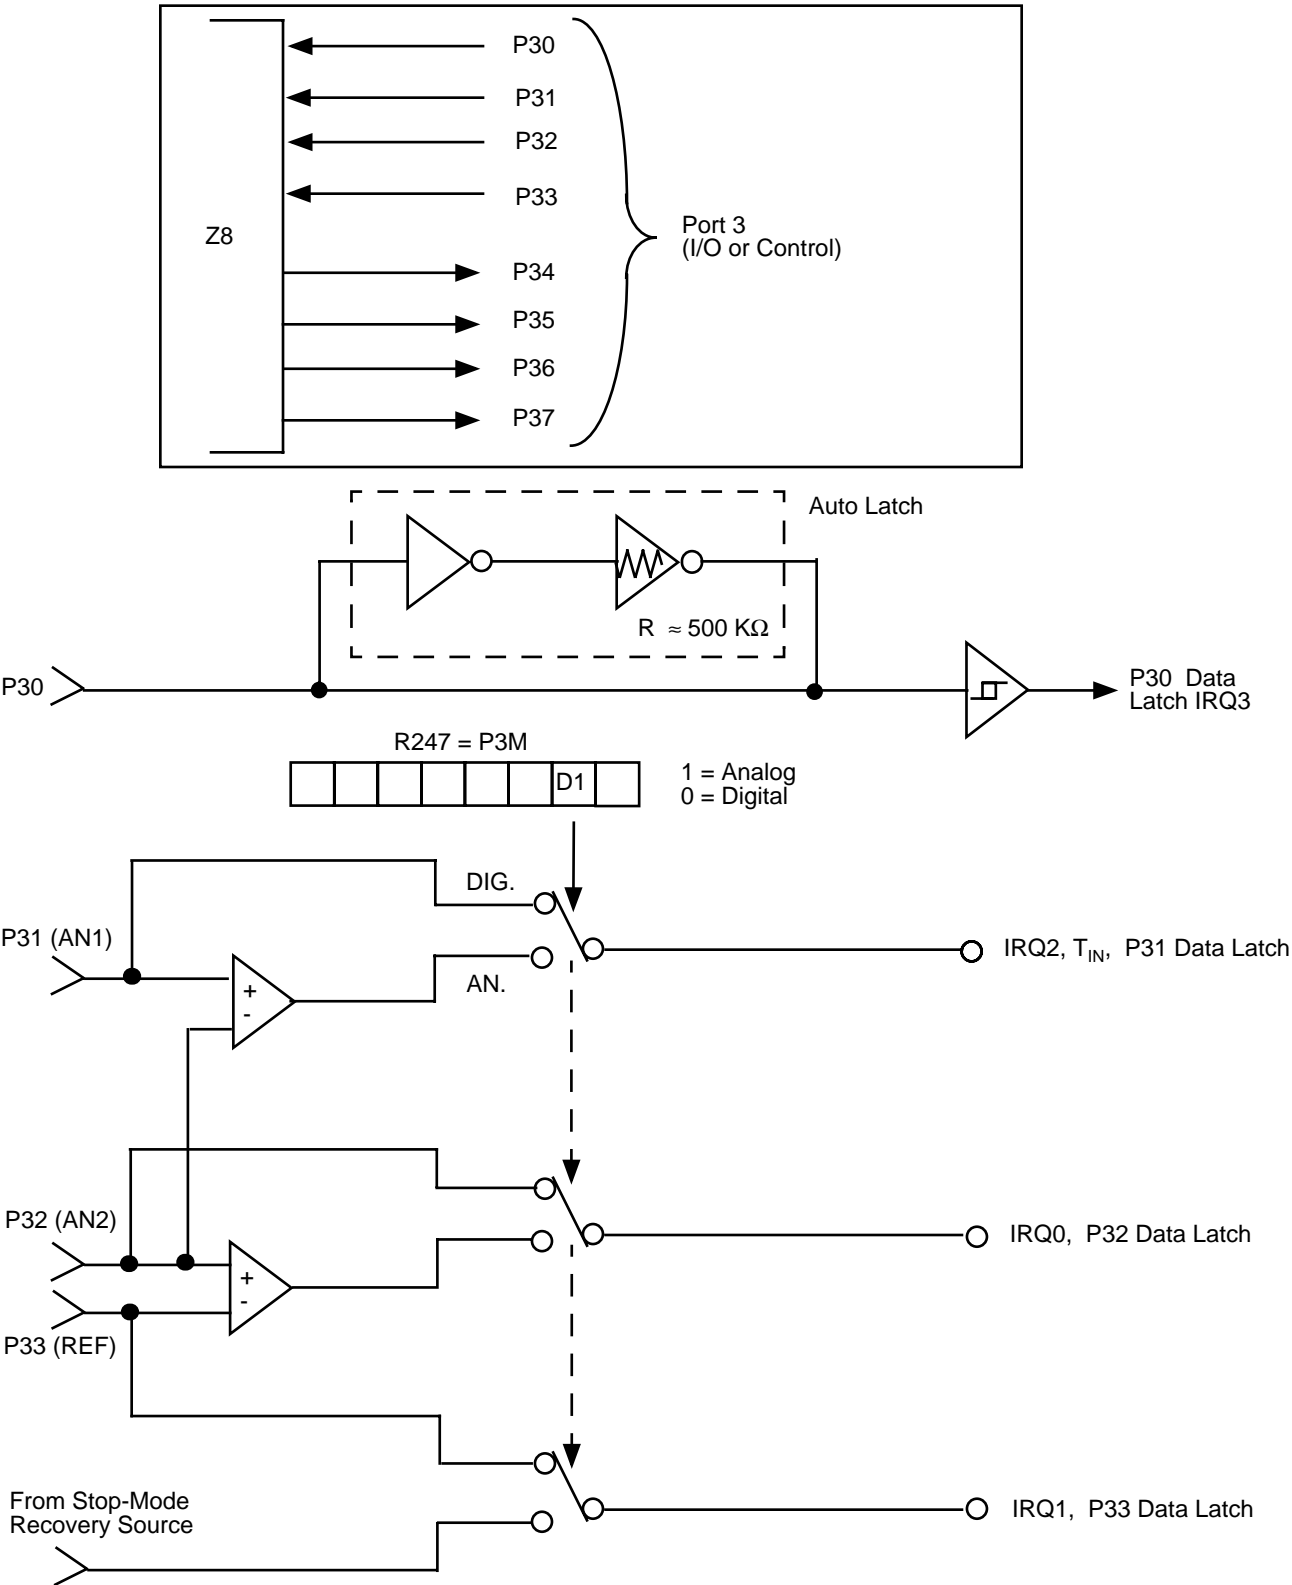 P30
P31
P32
P33
Z8
Port 3
(I/O or Control)
P34
P35
P36
P37
Auto Latch
R ≈ 500 KΩ
P30
P30 Data
Latch IRQ3
R247 = P3M
D1
1 = Analog
0 = Digital
DIG.
P31 (AN1)
+
-
AN.
IRQ2, TIN, P31 Data Latch
P32 (AN2)
+
-
IRQ0, P32 Data Latch
P33 (REF)
From Stop-Mode
Recovery Source
IRQ1, P33 Data Latch